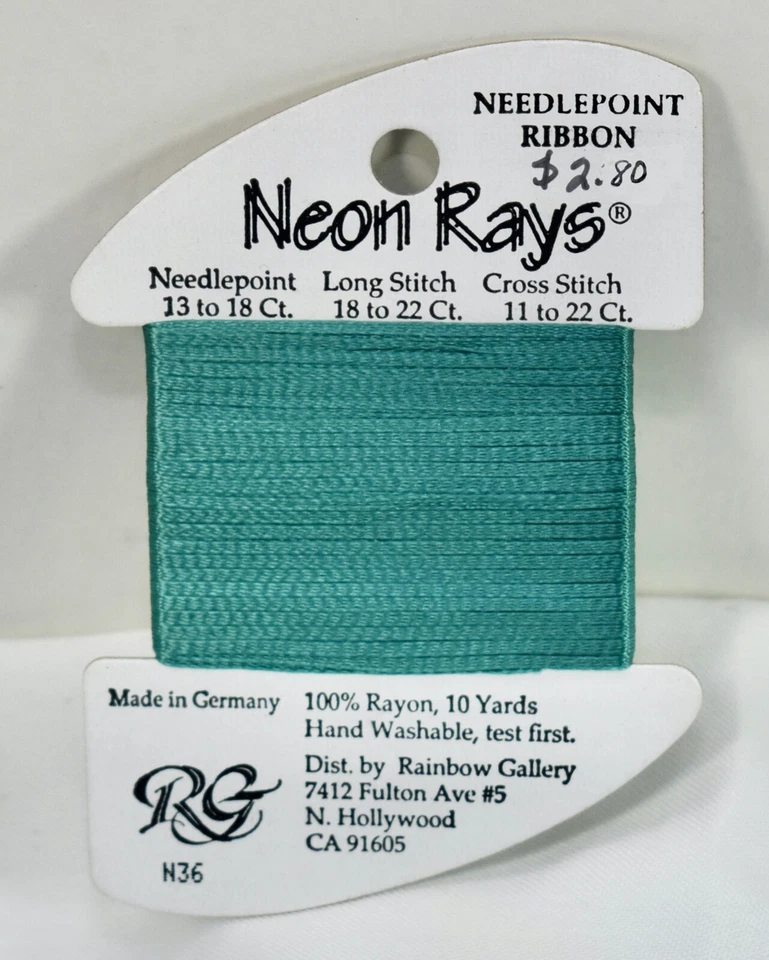 NEEDLEPOINT
RIBBON
$2.80
Neon Rays®
Needlepoint Long Stitch Cross Stitch
13 to 18 Ct. 18 to 22 Ct. 11 to 22 Ct.
Made in Germany
100% Rayon, 10 Yards
Hand Washable, test first.
Dist. by Rainbow Gallery
7412 Fulton Ave #5
N. Hollywood
CA 91605
RG
N36